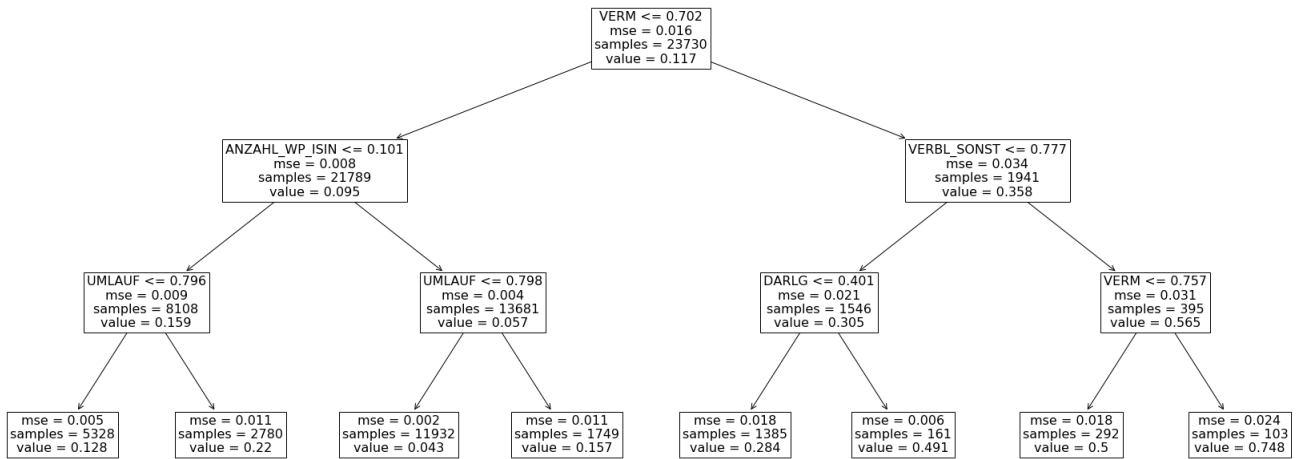 VERM <= 0.702
mse = 0.016
samples = 23730
value = 0.117
ANZAHL_WP_ISIN <= 0.101
mse = 0.008
samples = 21789
value = 0.095
VERBL_SONST <= 0.777
mse = 0.034
samples = 1941
value = 0.358
UMLAUF <= 0.796
mse = 0.009
samples = 8108
value = 0.159
UMLAUF <= 0.798
mse = 0.004
samples = 13681
value = 0.057
DARLG <= 0.401
mse = 0.021
samples = 1546
value = 0.305
VERM <= 0.757
mse = 0.031
samples = 395
value = 0.565
mse = 0.005
samples = 5328
value = 0.128
mse = 0.011
samples = 2780
value = 0.22
mse = 0.002
samples = 11932
value = 0.043
mse = 0.011
samples = 1749
value = 0.157
mse = 0.018
samples = 1385
value = 0.284
mse = 0.006
samples = 161
value = 0.491
mse = 0.018
samples = 292
value = 0.5
mse = 0.024
samples = 103
value = 0.748